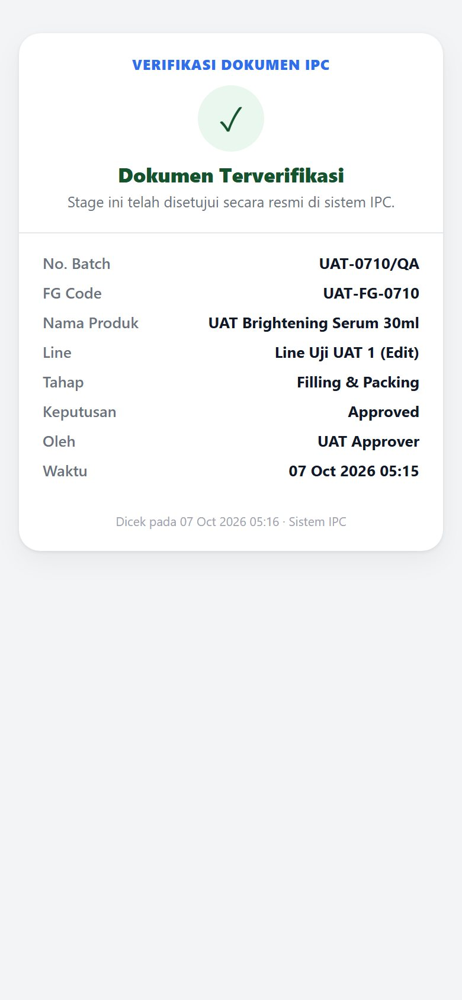 VERIFIKASI DOKUMEN IPC
✓
Dokumen Terverifikasi
Stage ini telah disetujui secara resmi di sistem IPC.
No. Batch UAT-0710/QA
FG Code UAT-FG-0710
Nama Produk UAT Brightening Serum 30ml
Line Line Uji UAT 1 (Edit)
Tahap Filling & Packing
Keputusan Approved
Oleh UAT Approver
Waktu 07 Oct 2026 05:15
Dicek pada 07 Oct 2026 05:16 · Sistem IPC